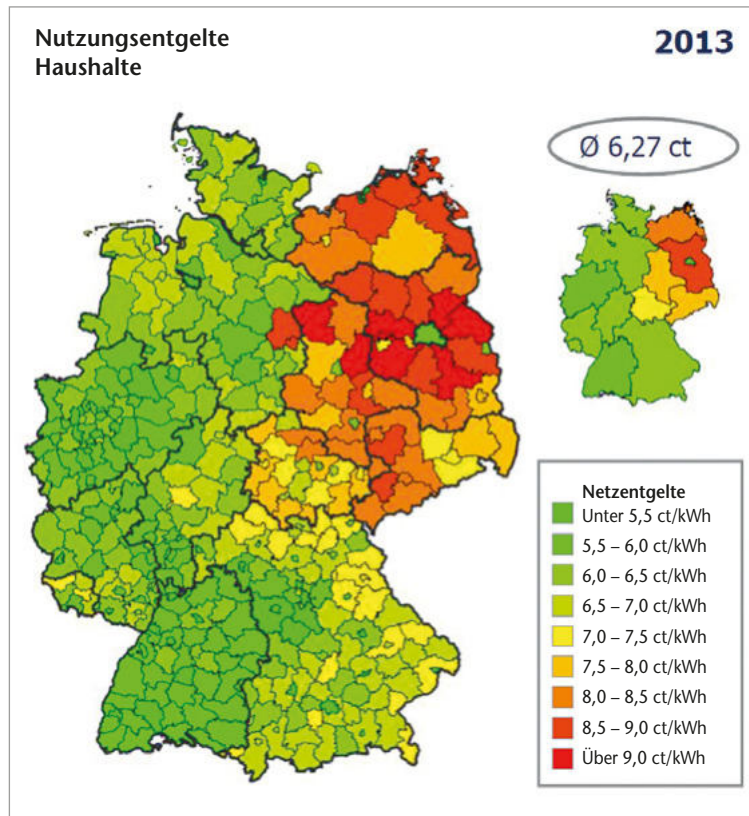 Nutzungsentgelte
Haushalte
2013
Ø 6,27 ct
Netzentgelte
Unter 5,5 ct/kWh
5,5 – 6,0 ct/kWh
6,0 – 6,5 ct/kWh
6,5 – 7,0 ct/kWh
7,0 – 7,5 ct/kWh
7,5 – 8,0 ct/kWh
8,0 – 8,5 ct/kWh
8,5 – 9,0 ct/kWh
Über 9,0 ct/kWh